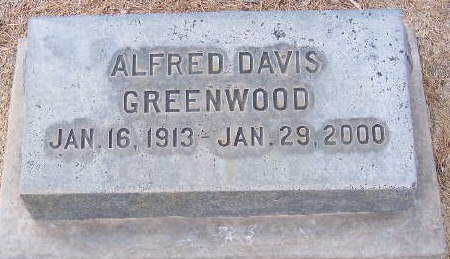 ALFRED DAVIS
GREENWOOD
JAN. 16, 1913 - JAN. 29, 2000